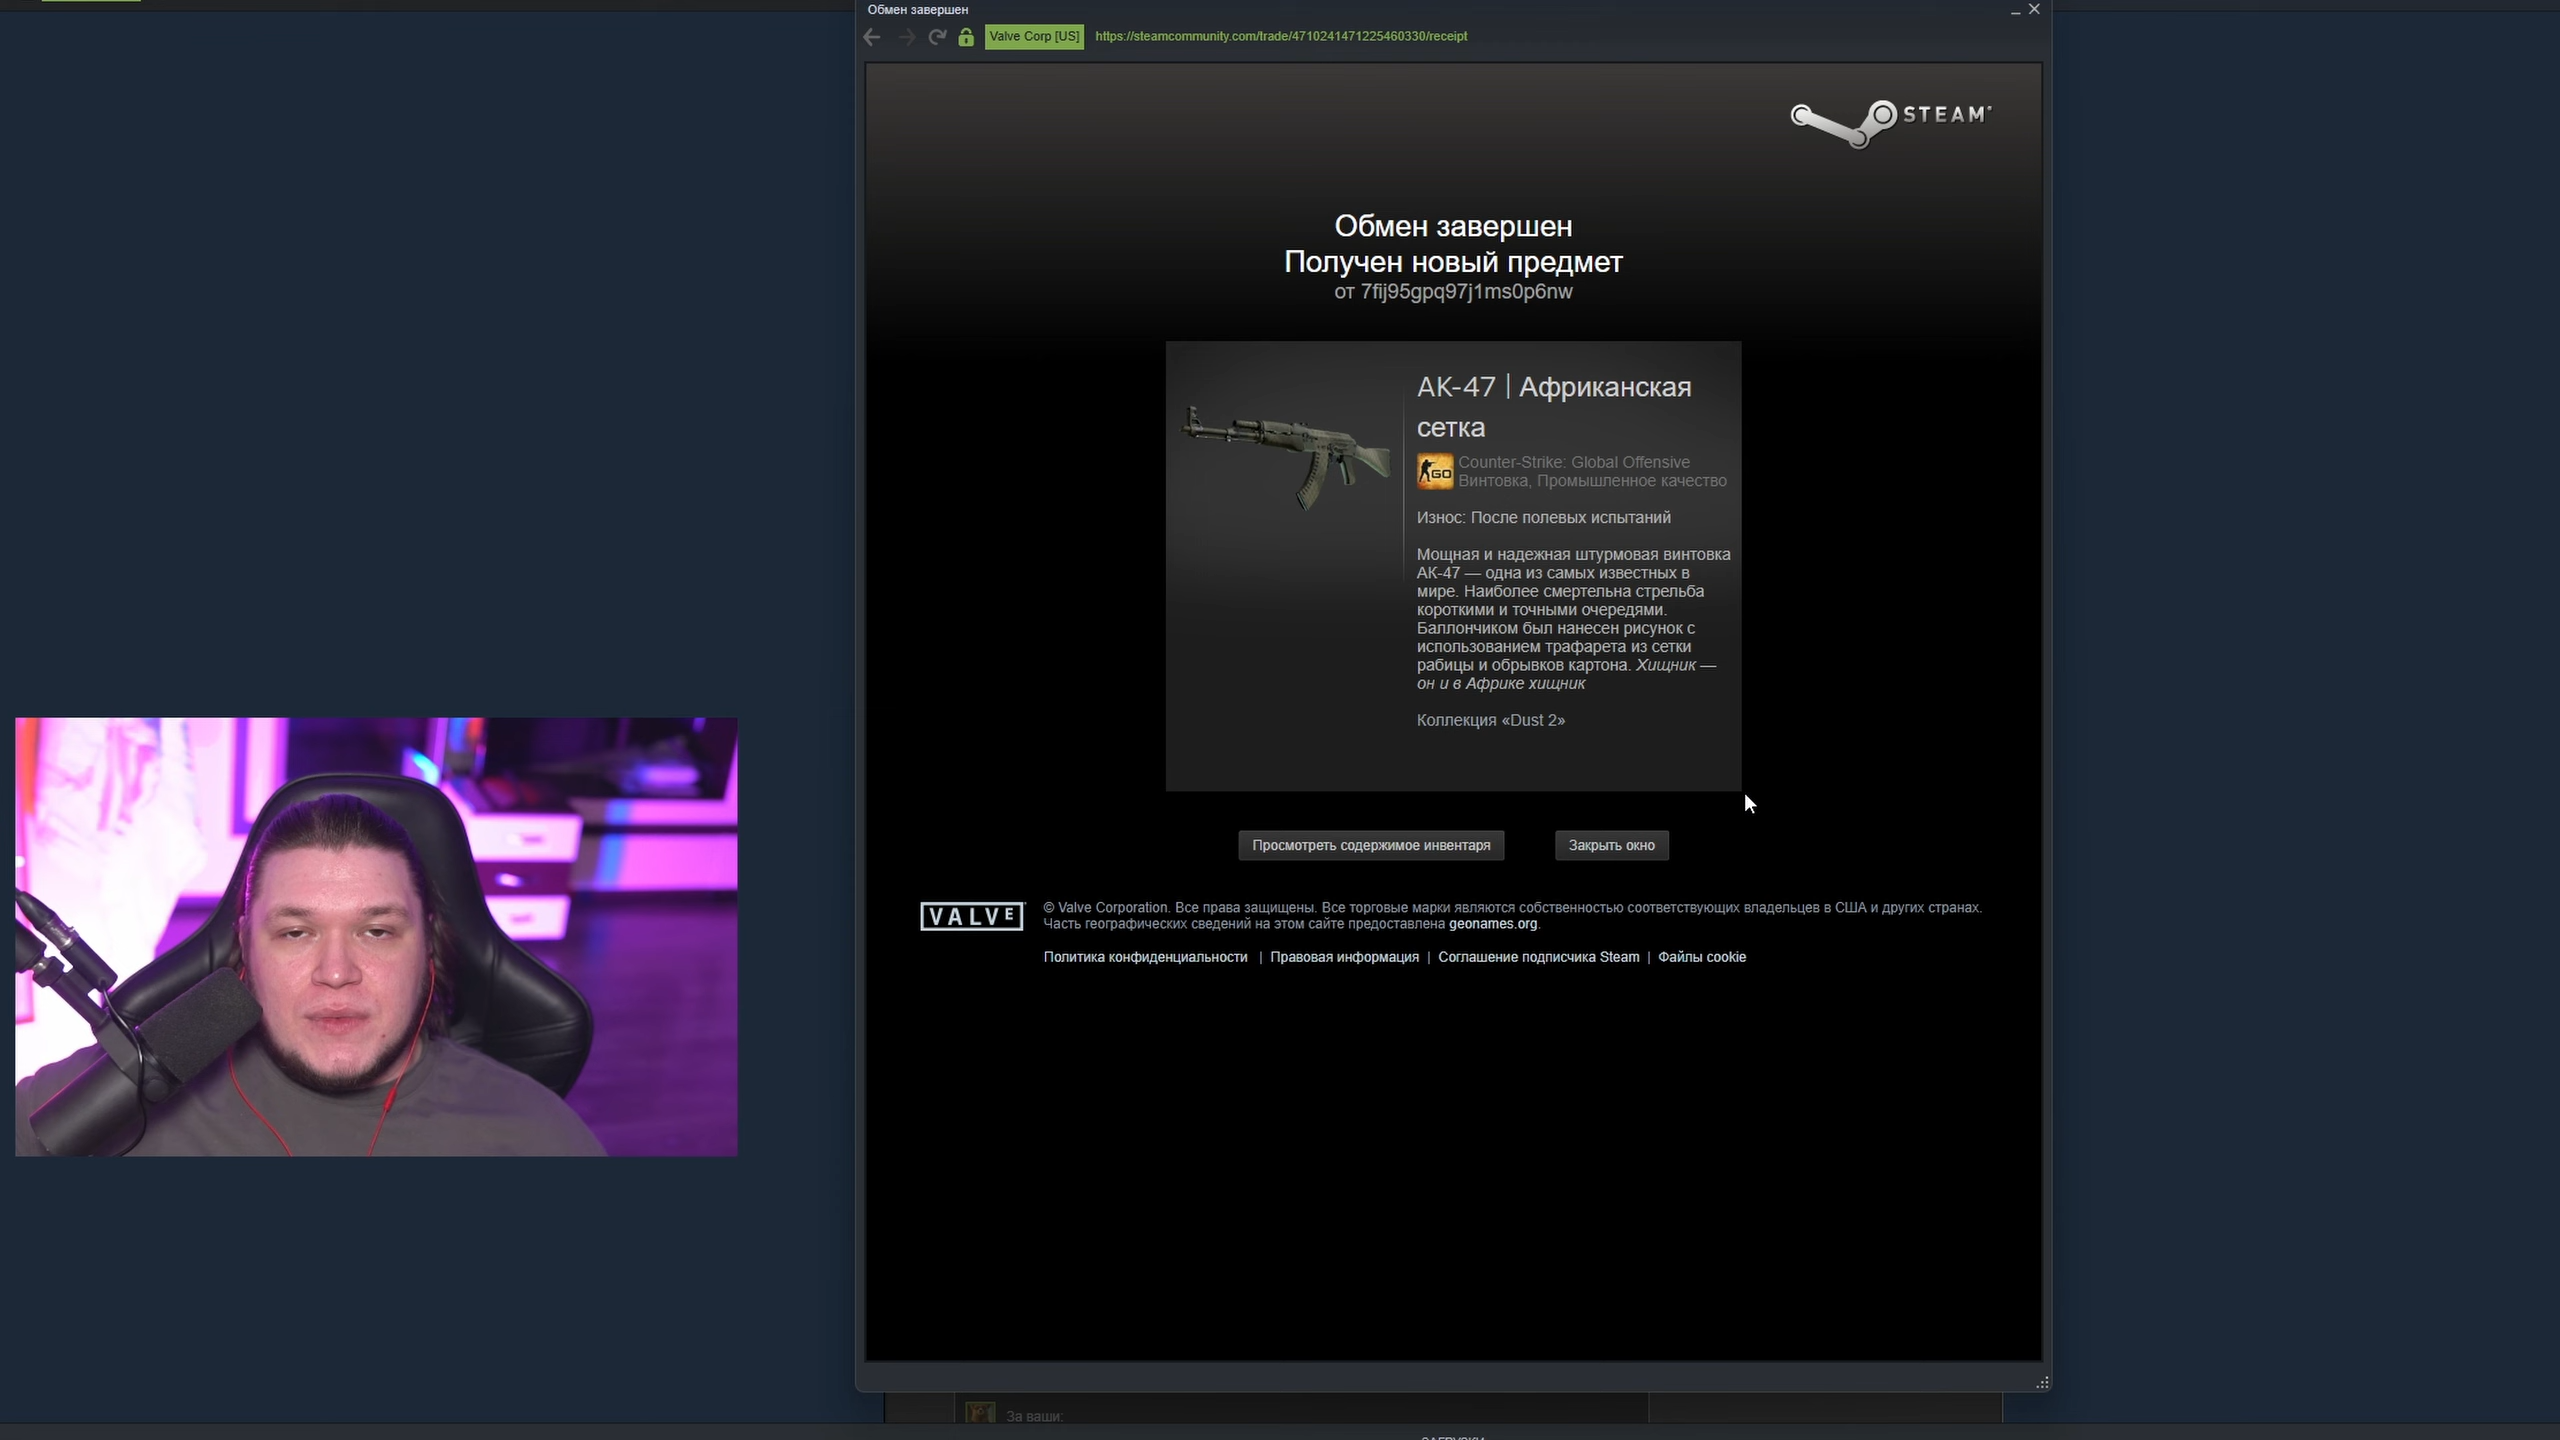 Обмен завершен
Valve Corp [US]
https://steamcommunity.com/trade/4710241471225460330/receipt
STEAM
Обмен завершен
Получен новый предмет
от 7fij95gpq97j1ms0p6nw
АК-47 | Африканская
сетка
GO
Counter-Strike: Global Offensive
Винтовка, Промышленное качество
Износ: После полевых испытаний
Мощная и надежная штурмовая винтовка
АК-47 — одна из самых известных в
мире. Наиболее смертельна стрельба
короткими и точными очередями.
Баллончиком был нанесен рисунок с
использованием трафарета из сетки
рабицы и обрывков картона. Хищник —
он и в Африке хищник
Коллекция «Dust 2»
Просмотреть содержимое инвентаря
Закрыть окно
VALVE
© Valve Corporation. Все права защищены. Все торговые марки являются собственностью соответствующих владельцев в США и других странах.
Часть географических сведений на этом сайте предоставлена geonames.org.
Политика конфиденциальности | Правовая информация | Соглашение подписчика Steam | Файлы cookie
За ваши: